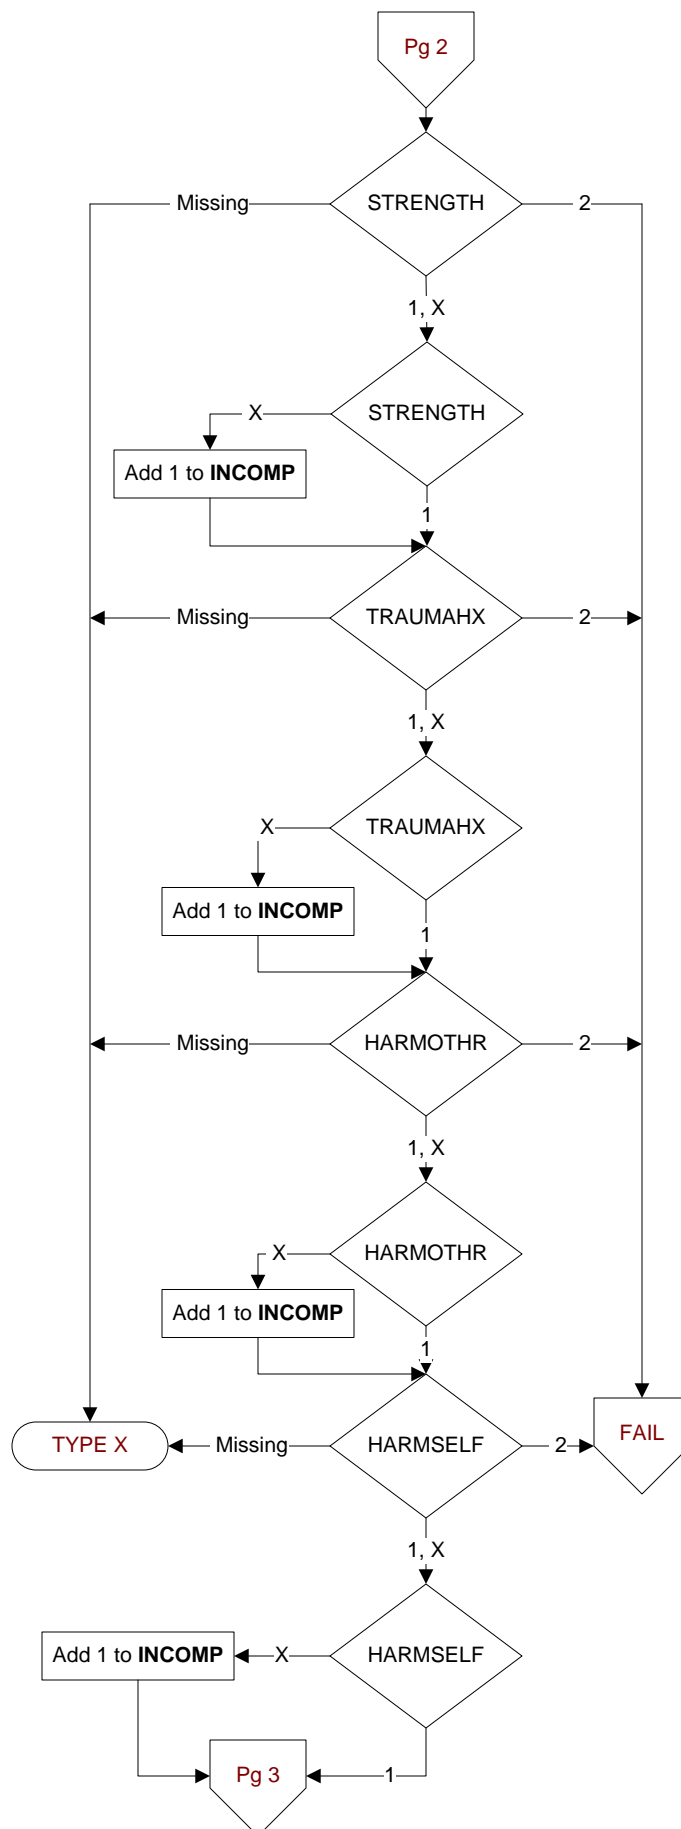 Pg 2
Missing
STRENGTH
2
1, X
X
STRENGTH
Add 1 to INCOMP
1
Missing
TRAUMAHX
2
1, X
X
TRAUMAHX
Add 1 to INCOMP
1
Missing
HARMOTHR
2
1, X
X
HARMOTHR
Add 1 to INCOMP
1
TYPE X
Missing
HARMSELF
2
FAIL
1, X
Add 1 to INCOMP
X
HARMSELF
Pg 3
1